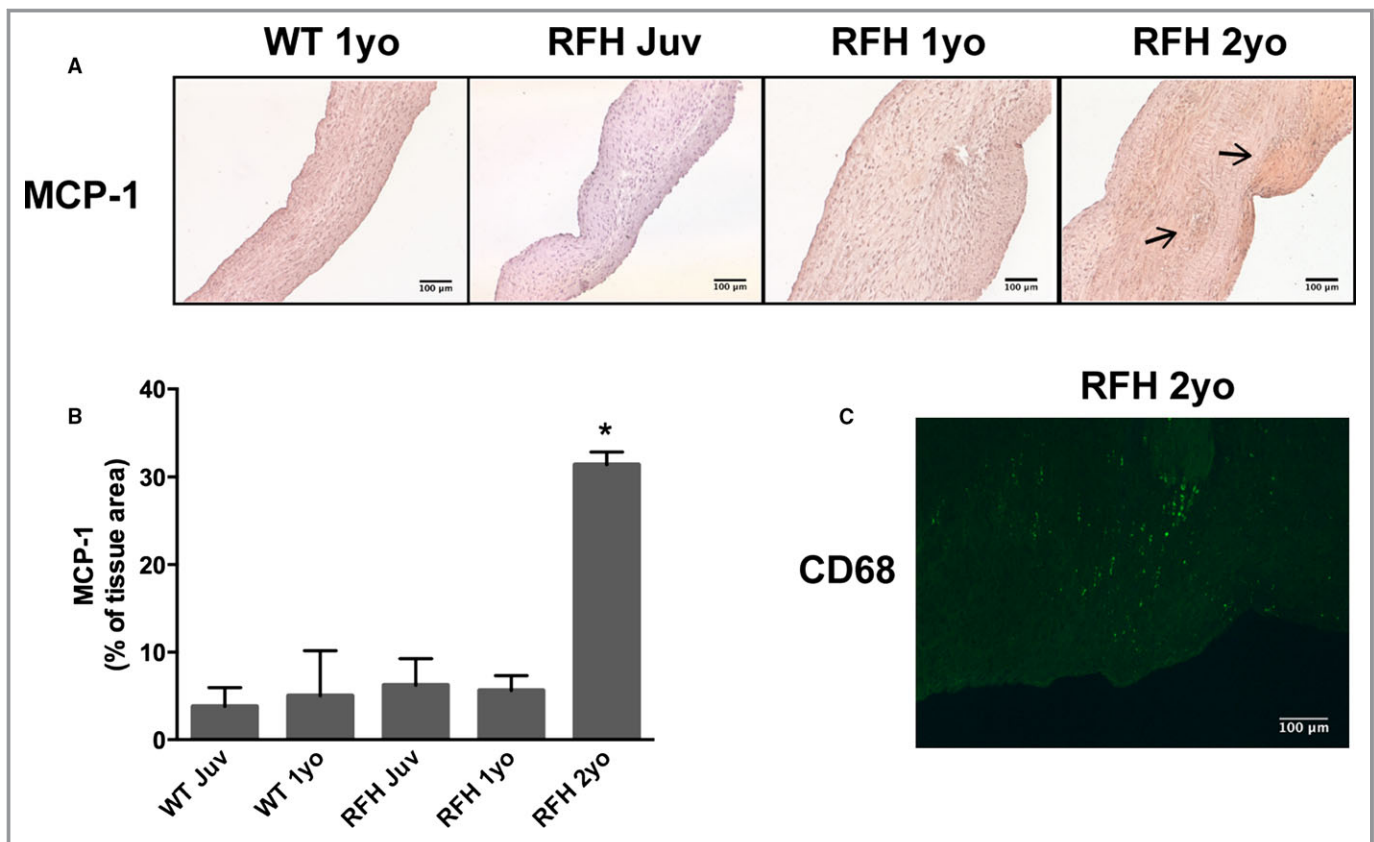 WT 1yo
RFH Juv
RFH 1yo
RFH 2yo
A
MCP-1
100 µm
100 µm
100 µm
100 µm
B
MCP-1
(% of tissue area)
40
30
20
10
0
*
WT Juv
WT 1yo
RFH Juv
RFH 1yo
RFH 2yo
C
RFH 2yo
CD68
100 µm